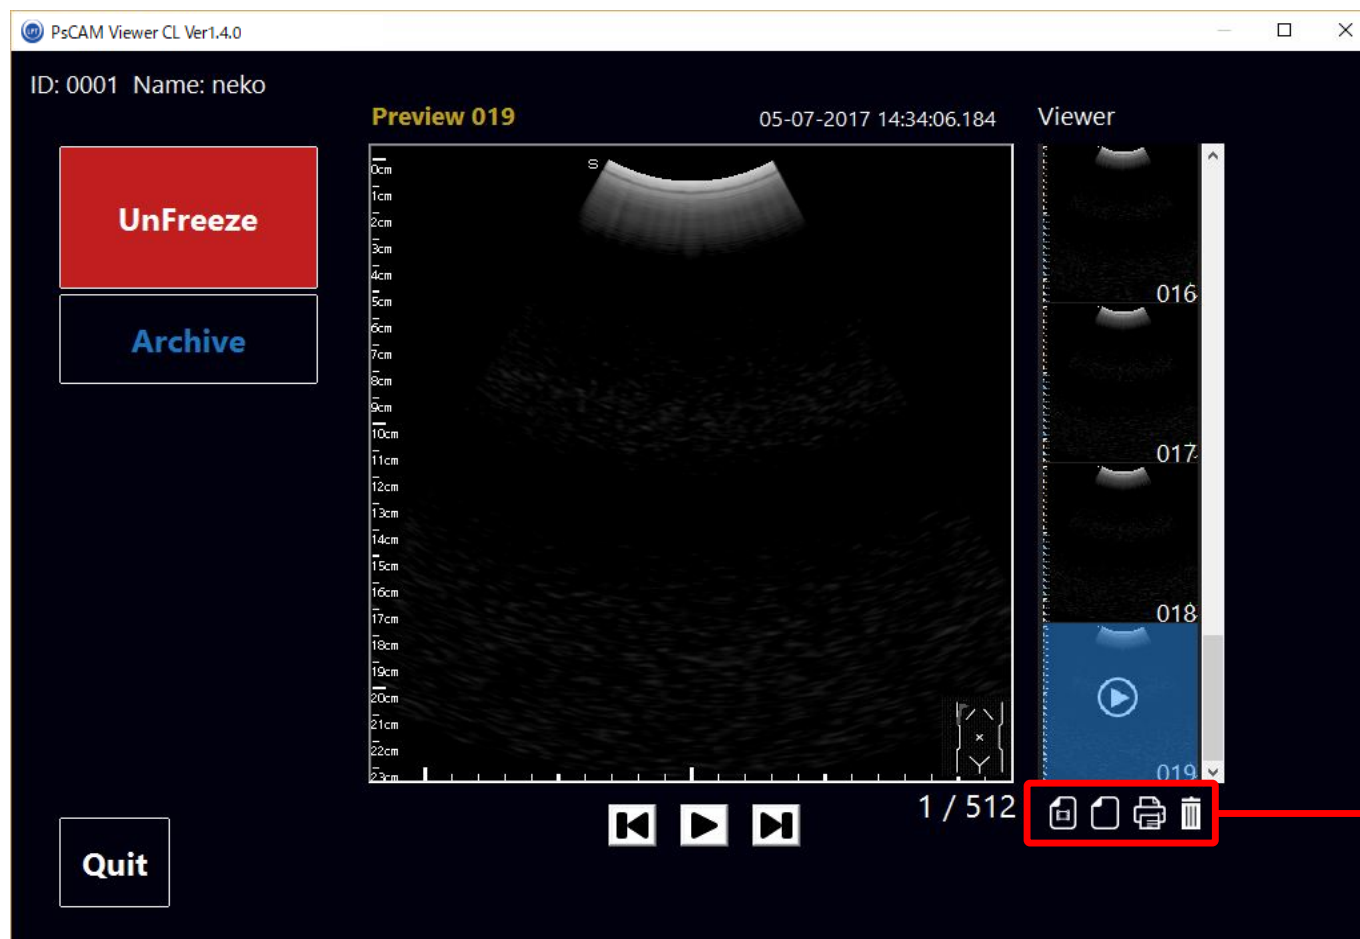 LPT
PsCAM Viewer CL Ver1.4.0
ID: 0001 Name: neko
Preview 019
05-07-2017 14:34:06.184
Viewer
UnFreeze
Archive
Quit
S
0cm
1cm
2cm
3cm
4cm
5cm
6cm
7cm
8cm
9cm
10cm
11cm
12cm
13cm
14cm
15cm
16cm
17cm
18cm
19cm
20cm
21cm
22cm
23cm
016
017
018
019
1 / 512